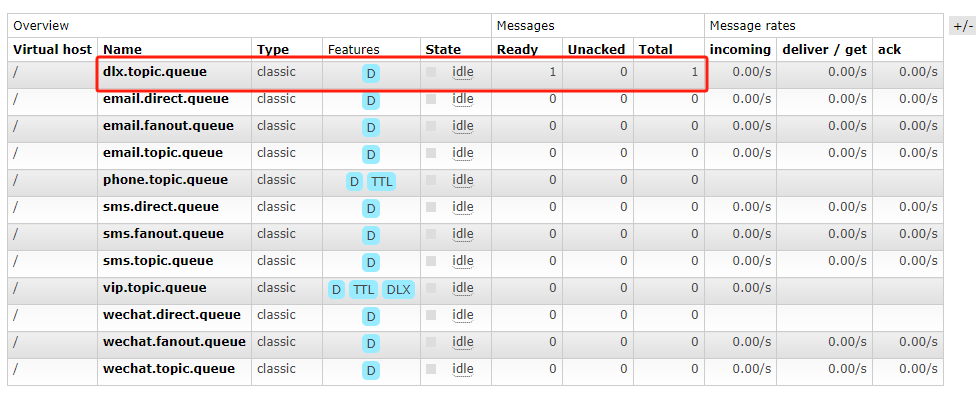 Overview Messages Message rates +/-
Virtual host Name Type Features State Ready Unacked Total incoming deliver / get ack
/ dlx.topic.queue classic D idle 1 0 1 0.00/s 0.00/s 0.00/s
/ email.direct.queue classic D idle 0 0 0 0.00/s 0.00/s 0.00/s
/ email.fanout.queue classic D idle 0 0 0 0.00/s 0.00/s 0.00/s
/ email.topic.queue classic D idle 0 0 0 0.00/s 0.00/s 0.00/s
/ phone.topic.queue classic D TTL idle 0 0 0
/ sms.direct.queue classic D idle 0 0 0 0.00/s 0.00/s 0.00/s
/ sms.fanout.queue classic D idle 0 0 0 0.00/s 0.00/s 0.00/s
/ sms.topic.queue classic D idle 0 0 0 0.00/s 0.00/s 0.00/s
/ vip.topic.queue classic D TTL DLX idle 0 0 0 0.00/s
/ wechat.direct.queue classic D idle 0 0 0
/ wechat.fanout.queue classic D idle 0 0 0 0.00/s 0.00/s 0.00/s
/ wechat.topic.queue classic D idle 0 0 0 0.00/s 0.00/s 0.00/s